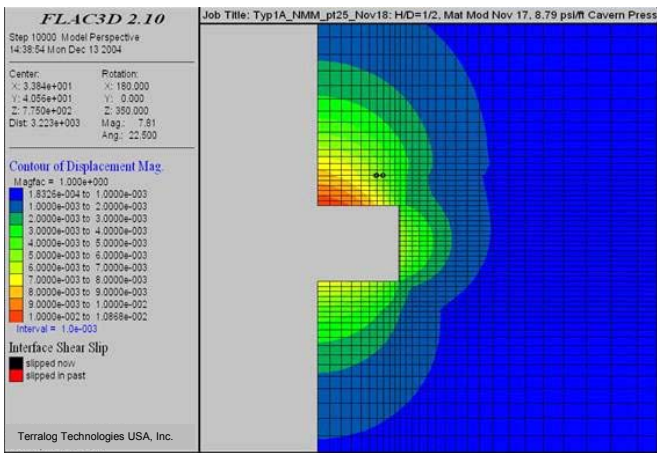 FLAC3D 2.10
Step 10000 Model Perspective
14:38:54 Mon Dec 13 2004
Center:
X: 3.384e+001
Y: 4.056e+001
Z: 7.750e+002
Dist: 3.223e+003
Rotation:
X: 180.000
Y: 0.000
Z: 350.000
Mag.: 7.81
Ang.: 22.500
Contour of Displacement Mag.
Magfac = 1.000e+000
1.8326e-004 to 1.0000e-003
1.0000e-003 to 2.0000e-003
2.0000e-003 to 3.0000e-003
3.0000e-003 to 4.0000e-003
4.0000e-003 to 5.0000e-003
5.0000e-003 to 6.0000e-003
6.0000e-003 to 7.0000e-003
7.0000e-003 to 8.0000e-003
8.0000e-003 to 9.0000e-003
9.0000e-003 to 1.0000e-002
1.0000e-002 to 1.0868e-002
Interval = 1.0e-003
Interface Shear Slip
slipped now
slipped in past
Terralog Technologies USA, Inc.
Job Title: Typ1A_NMM_pt25_Nov18: H/D=1/2, Mat Mod Nov 17, 8.79 psi/ft Cavern Press